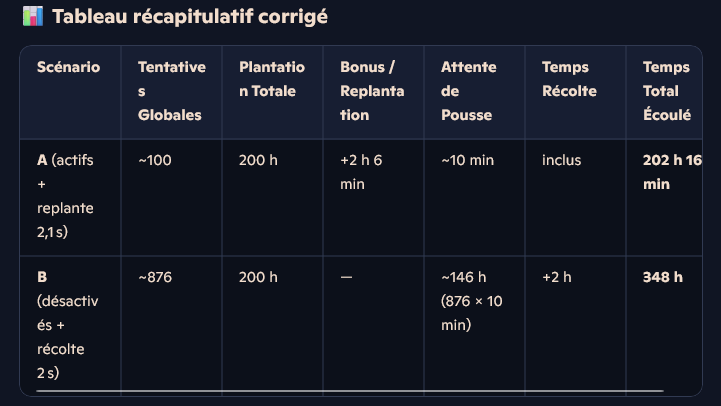 📊 Tableau récapitulatif corrigé
Scénario
Tentative
s
Globales
Plantatio
n Totale
Bonus /
Replanta
tion
Attente
de
Pousse
Temps
Récolte
Temps
Total
Écoulé
A (actifs
+
replante
2,1 s)
~100
200 h
+2 h 6
min
~10 min
inclus
202 h 16
min
B
(désactiv
és +
récolte
2 s)
~876
200 h
—
~146 h
(876 × 10
min)
+2 h
348 h